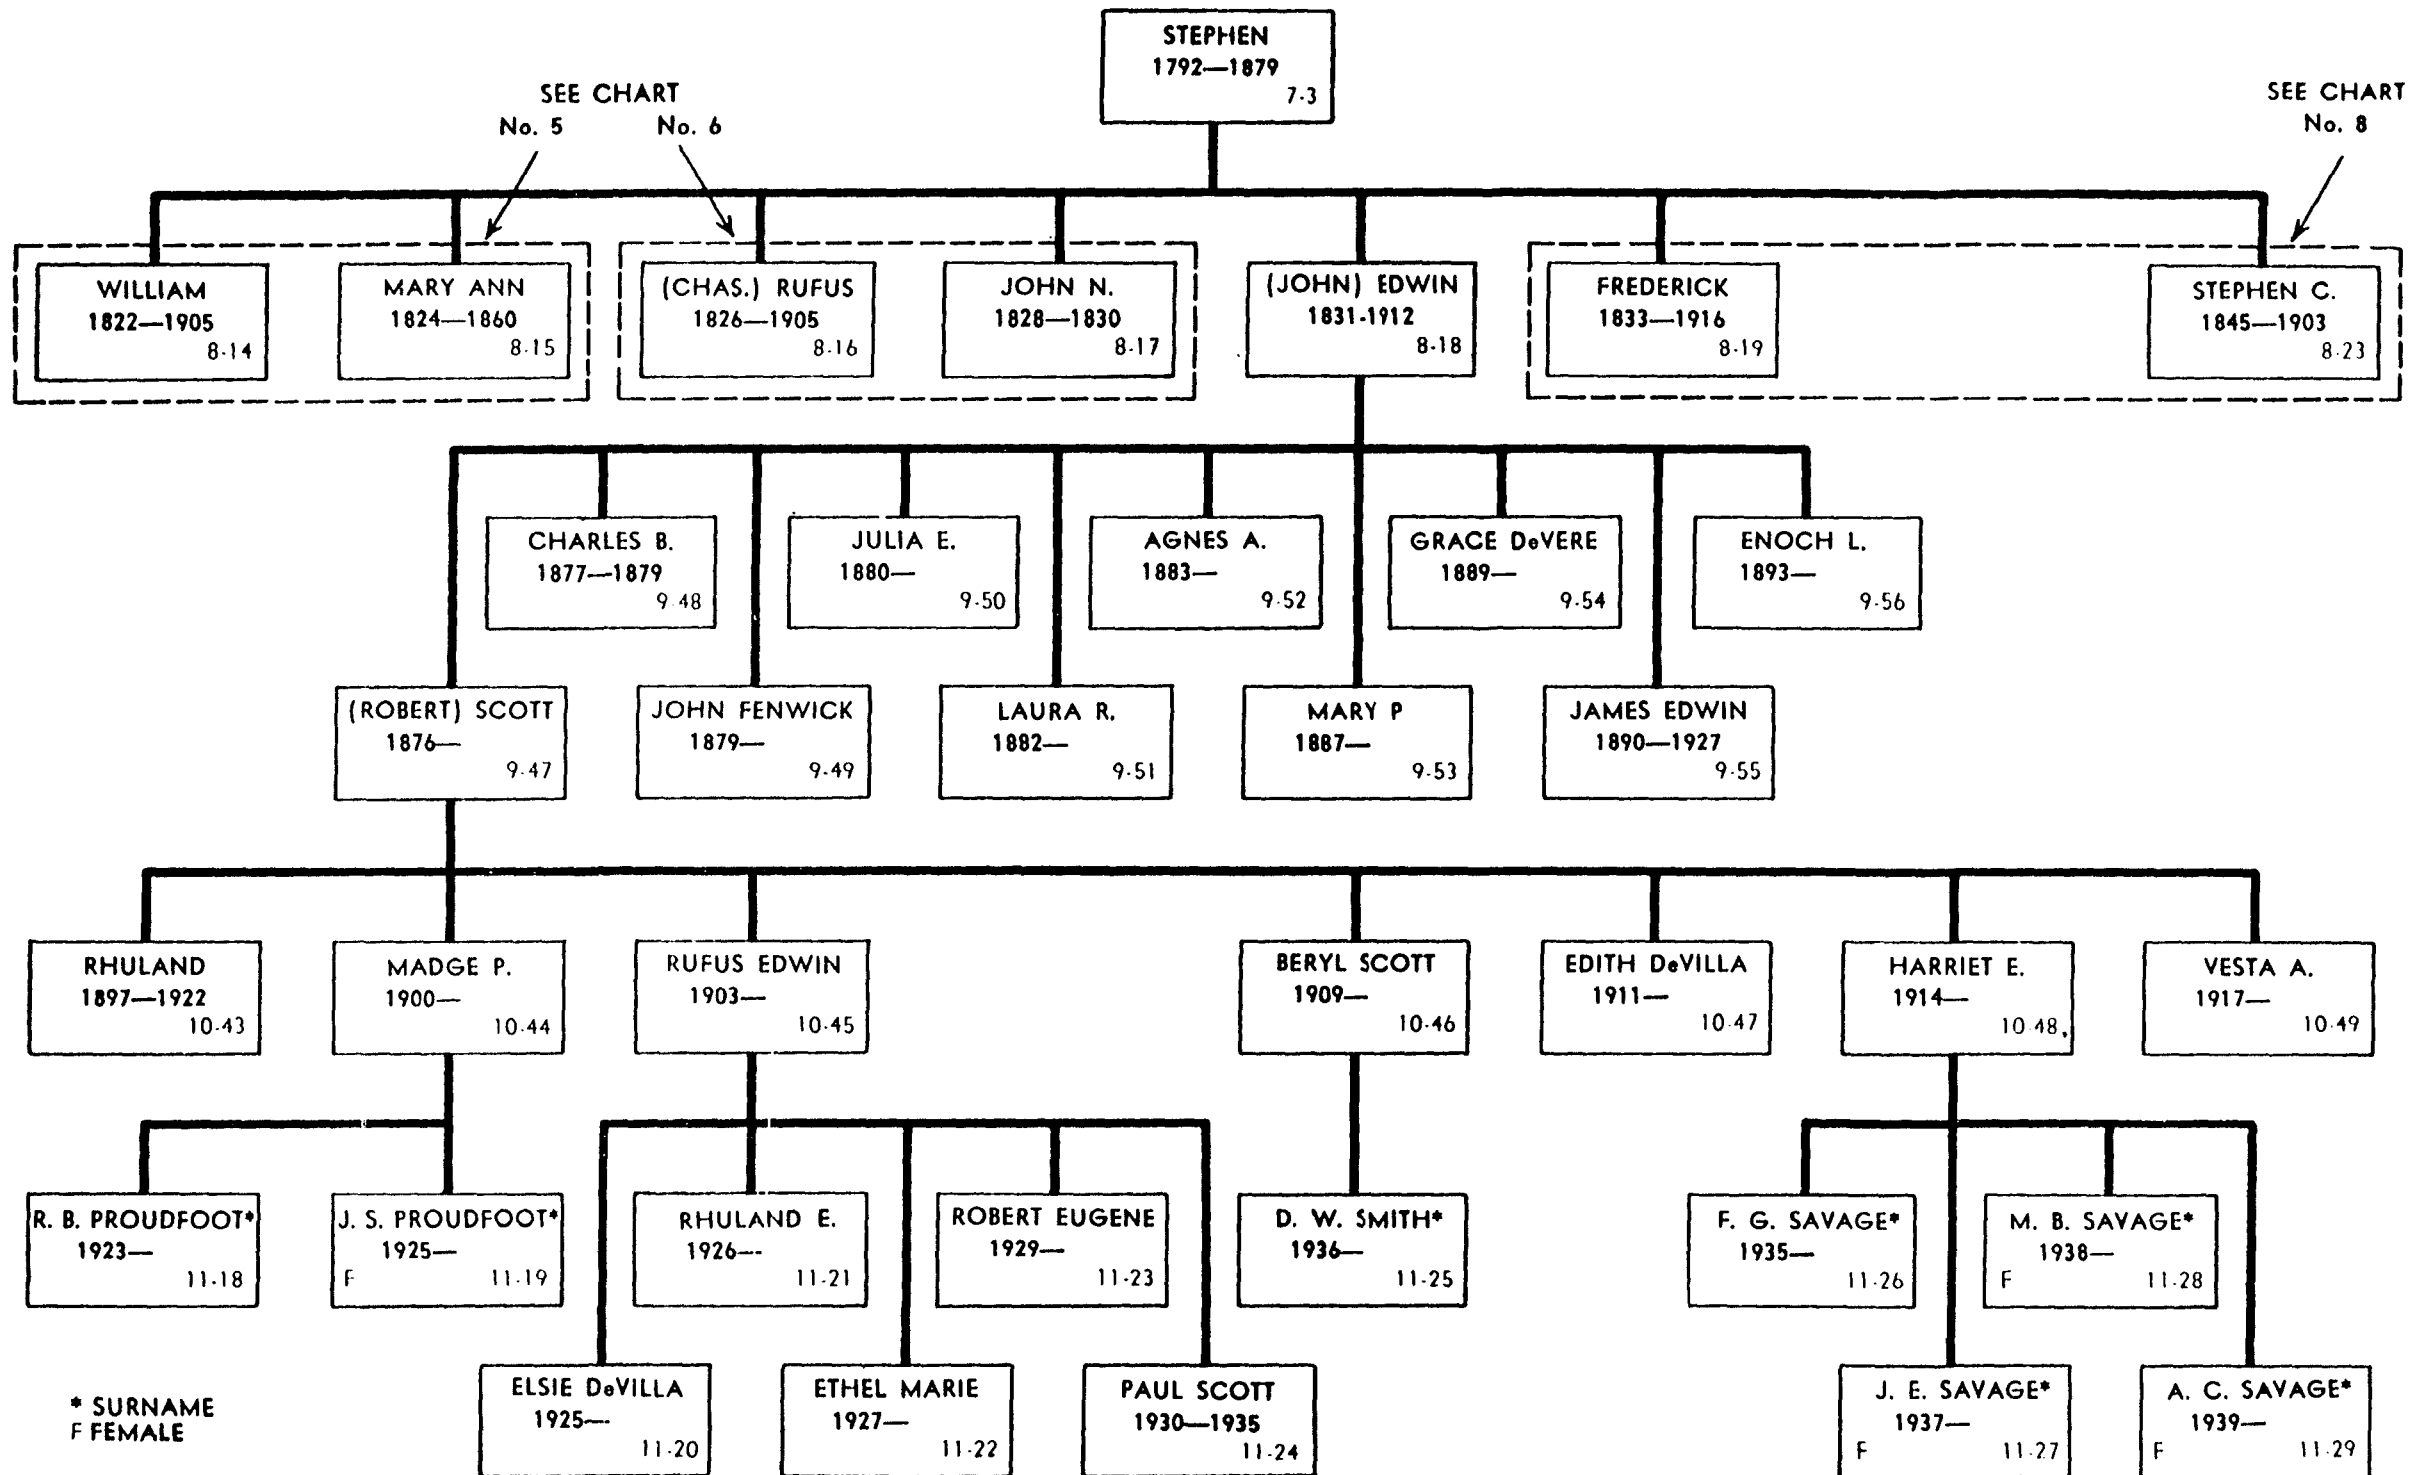 STEPHEN
1792—1879
7-3
SEE CHART
No. 5 No. 6
SEE CHART
No. 8
WILLIAM
1822—1905
8-14
MARY ANN
1824—1860
8-15
(CHAS.) RUFUS
1826—1905
8-16
JOHN N.
1828—1830
8-17
(JOHN) EDWIN
1831-1912
8-18
FREDERICK
1833—1916
8-19
STEPHEN C.
1845—1903
8-23
CHARLES B.
1877—1879
9-48
JULIA E.
1880—
9-50
AGNES A.
1883—
9-52
GRACE DeVERE
1889—
9-54
ENOCH L.
1893—
9-56
(ROBERT) SCOTT
1876—
9-47
JOHN FENWICK
1879—
9-49
LAURA R.
1882—
9-51
MARY P
1887—
9-53
JAMES EDWIN
1890—1927
9-55
RHULAND
1897—1922
10-43
MADGE P.
1900—
10-44
RUFUS EDWIN
1903—
10-45
BERYL SCOTT
1909—
10-46
EDITH DeVILLA
1911—
10-47
HARRIET E.
1914—
10-48
VESTA A.
1917—
10-49
R. B. PROUDFOOT*
1923—
11-18
J. S. PROUDFOOT*
1925—
F 11-19
RHULAND E.
1926—
11-21
ROBERT EUGENE
1929—
11-23
D. W. SMITH*
1936—
11-25
F. G. SAVAGE*
1935—
11-26
M. B. SAVAGE*
1938—
F 11-28
ELSIE DeVILLA
1925—
11-20
ETHEL MARIE
1927—
11-22
PAUL SCOTT
1930—1935
11-24
J. E. SAVAGE*
1937—
F 11-27
A. C. SAVAGE*
1939—
F 11-29
* SURNAME
F FEMALE